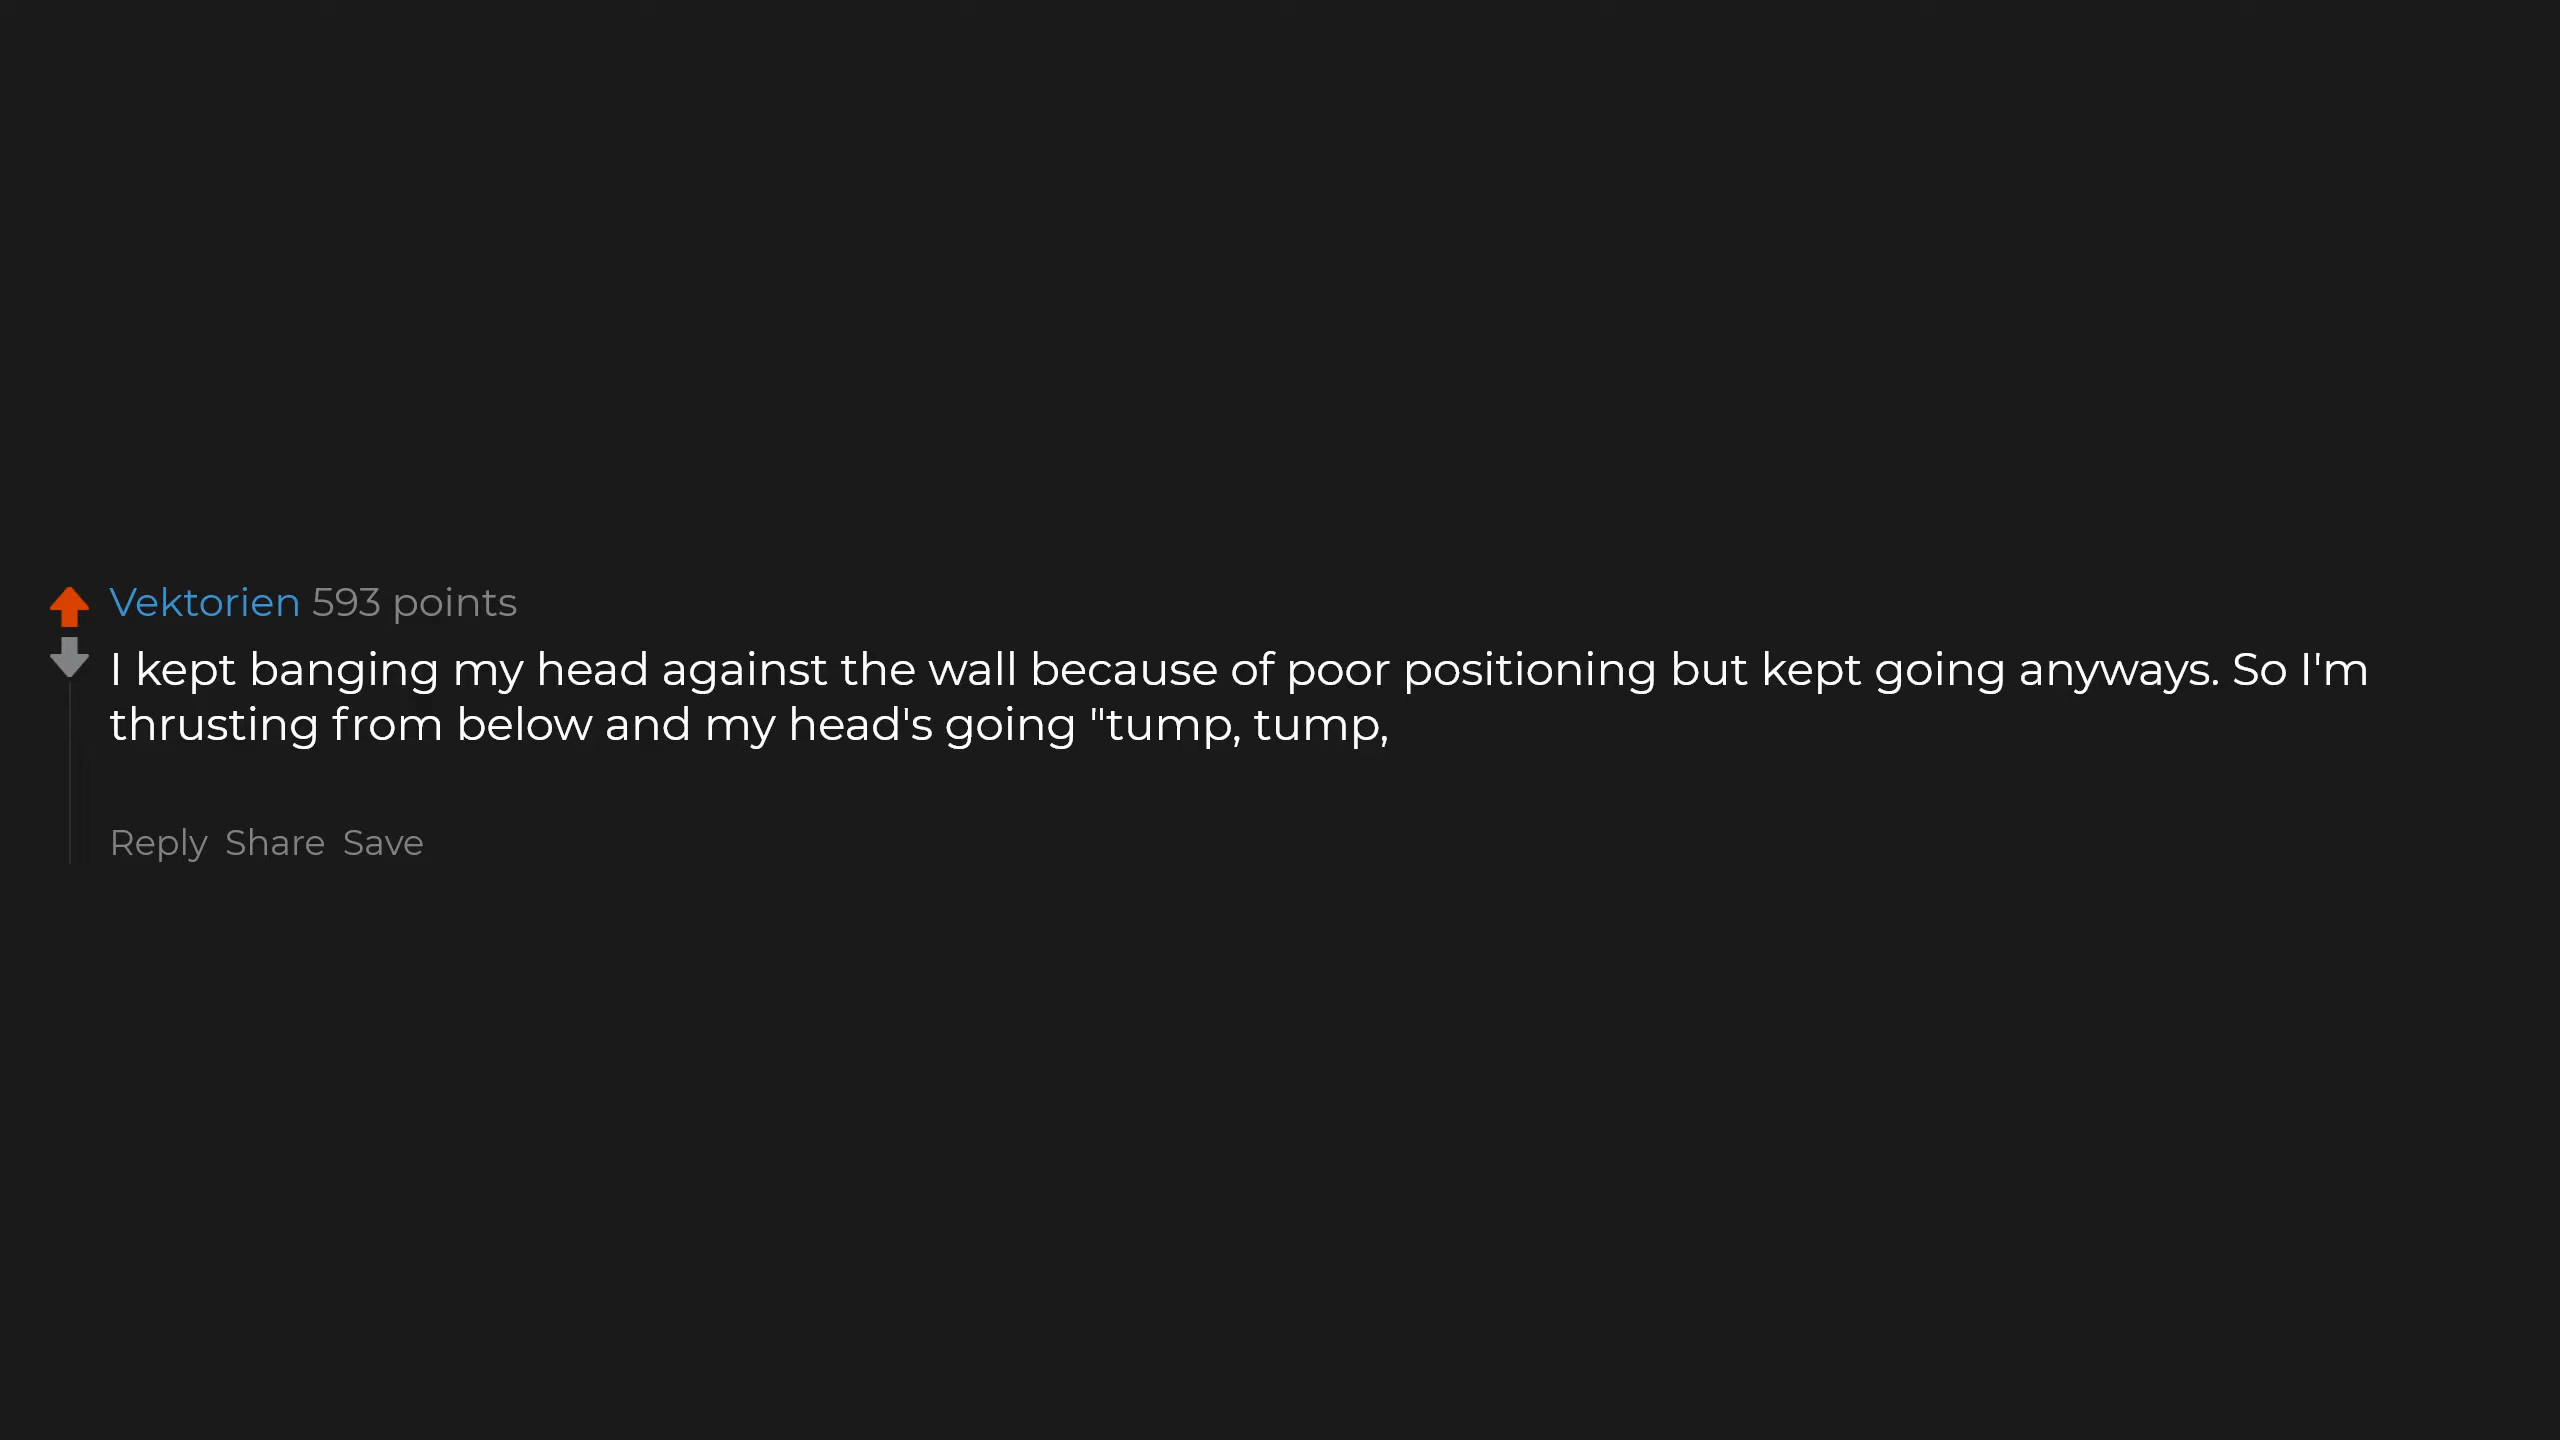 Vektorien 593 points
I kept banging my head against the wall because of poor positioning but kept going anyways. So I'm
thrusting from below and my head's going "tump, tump,
Reply Share Save